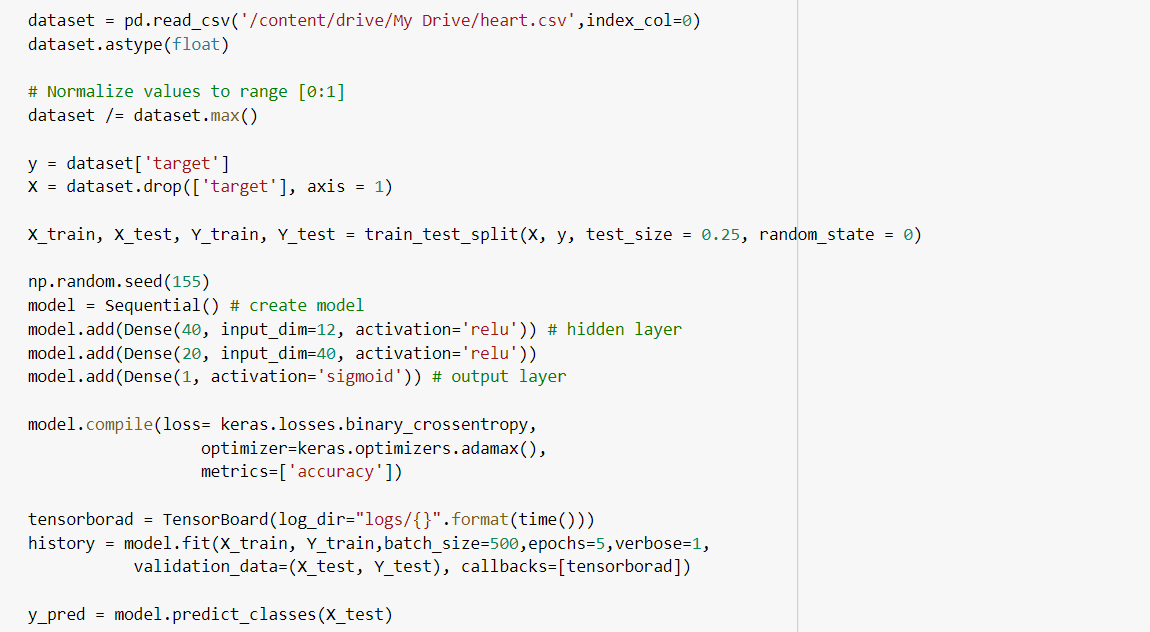 dataset = pd.read_csv('/content/drive/My Drive/heart.csv',index_col=0)
dataset.astype(float)
# Normalize values to range [0:1]
dataset /= dataset.max()
y = dataset['target']
X = dataset.drop(['target'], axis = 1)
X_train, X_test, Y_train, Y_test = train_test_split(X, y, test_size = 0.25, random_state = 0)
np.random.seed(155)
model = Sequential() # create model
model.add(Dense(40, input_dim=12, activation='relu')) # hidden layer
model.add(Dense(20, input_dim=40, activation='relu'))
model.add(Dense(1, activation='sigmoid')) # output layer
model.compile(loss= keras.losses.binary_crossentropy,
optimizer=keras.optimizers.adamax(),
metrics=['accuracy'])
tensorborad = TensorBoard(log_dir="logs/{}".format(time()))
history = model.fit(X_train, Y_train,batch_size=500,epochs=5,verbose=1,
validation_data=(X_test, Y_test), callbacks=[tensorborad])
y_pred = model.predict_classes(X_test)